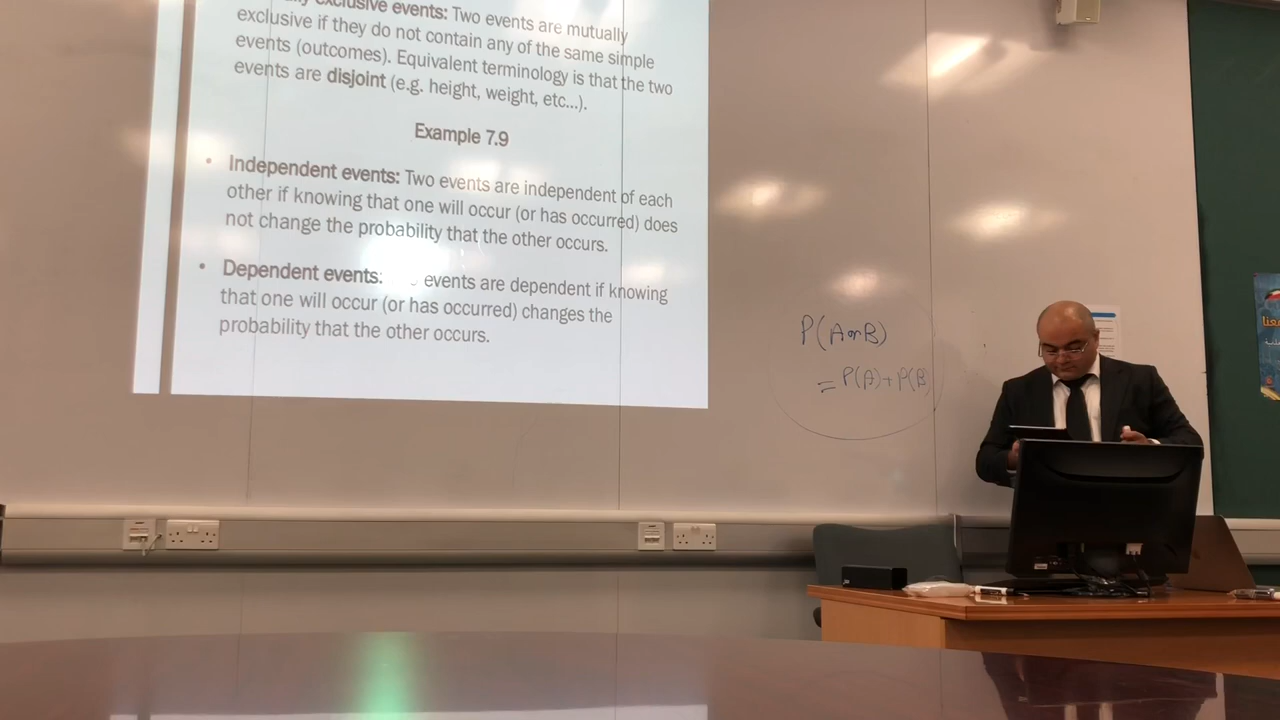 exclusive events: Two events are mutually
exclusive if they do not contain any of the same simple
events (outcomes). Equivalent terminology is that the two
events are disjoint (e.g. height, weight, etc...).
Example 7.9
• Independent events: Two events are independent of each
other if knowing that one will occur (or has occurred) does
not change the probability that the other occurs.
• Dependent events: events are dependent if knowing
that one will occur (or has occurred) changes the
probability that the other occurs.
P(A or B)
= P(A)+P(B)